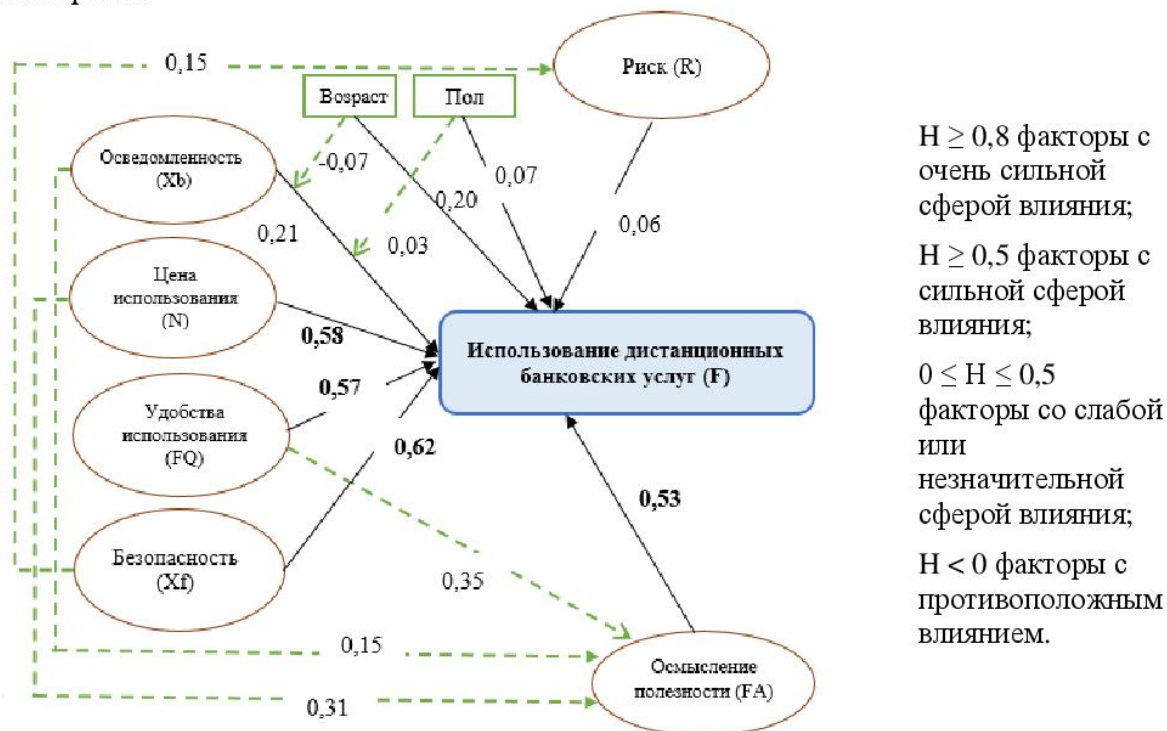 0,15
Риск (R)
Возраст
Пол
Осведомленность
(Xb)
-0,07
0,07
0,20
0,21
0,03
0,06
Цена
использования
(N)
0,58
Использование дистанционных
банковских услуг (F)
0,57
Удобства
использования
(FQ)
0,62
0,53
Безопасность
(Xf)
0,35
0,15
Осмысление
полезности (FA)
0,31
H ≥ 0,8 факторы с
очень сильной
сферой влияния;
H ≥ 0,5 факторы с
сильной сферой
влияния;
0 ≤ H ≤ 0,5
факторы со слабой
или
незначительной
сферой влияния;
H < 0 факторы с
противоположным
влиянием.